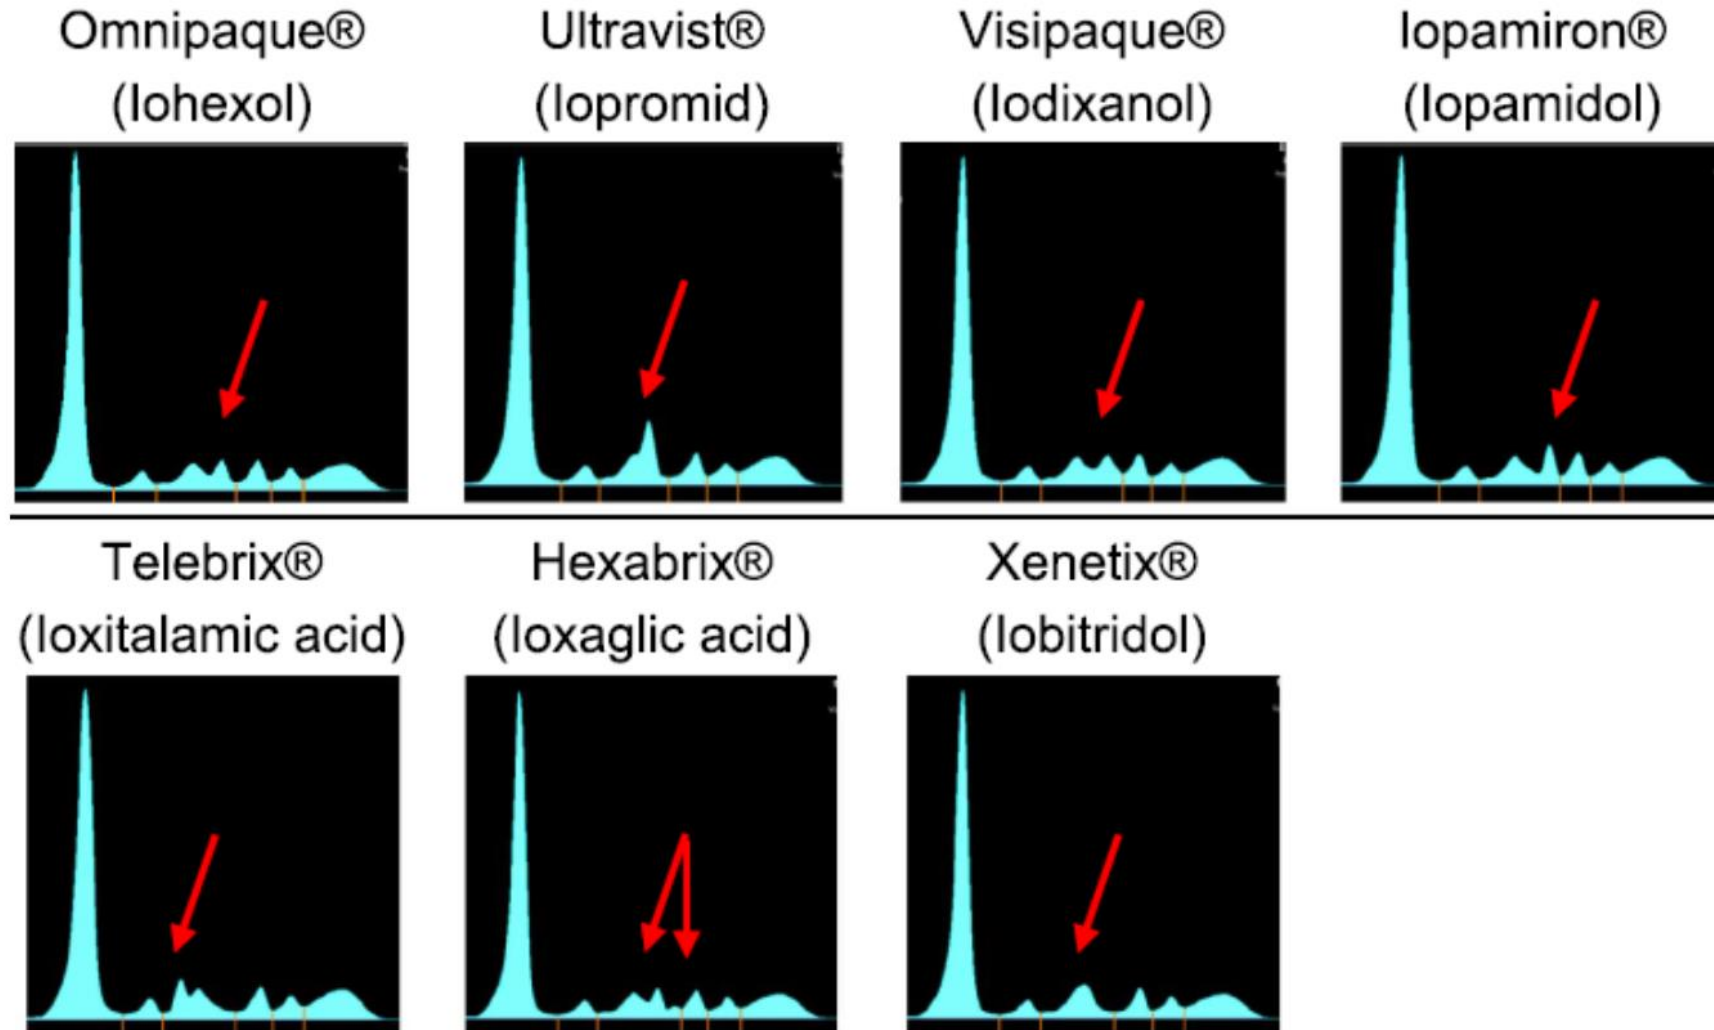 Omnipaque®
(Iohexol)
Ultravist®
(Iopromid)
Visipaque®
(Iodixanol)
Iopamiron®
(Iopamidol)
Telebrix®
(Ioxitalamic acid)
Hexabrix®
(Ioxaglic acid)
Xenetix®
(Iobitridol)